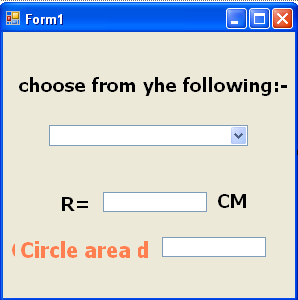 Form1
choose from yhe following:-
R= CM
Circle area